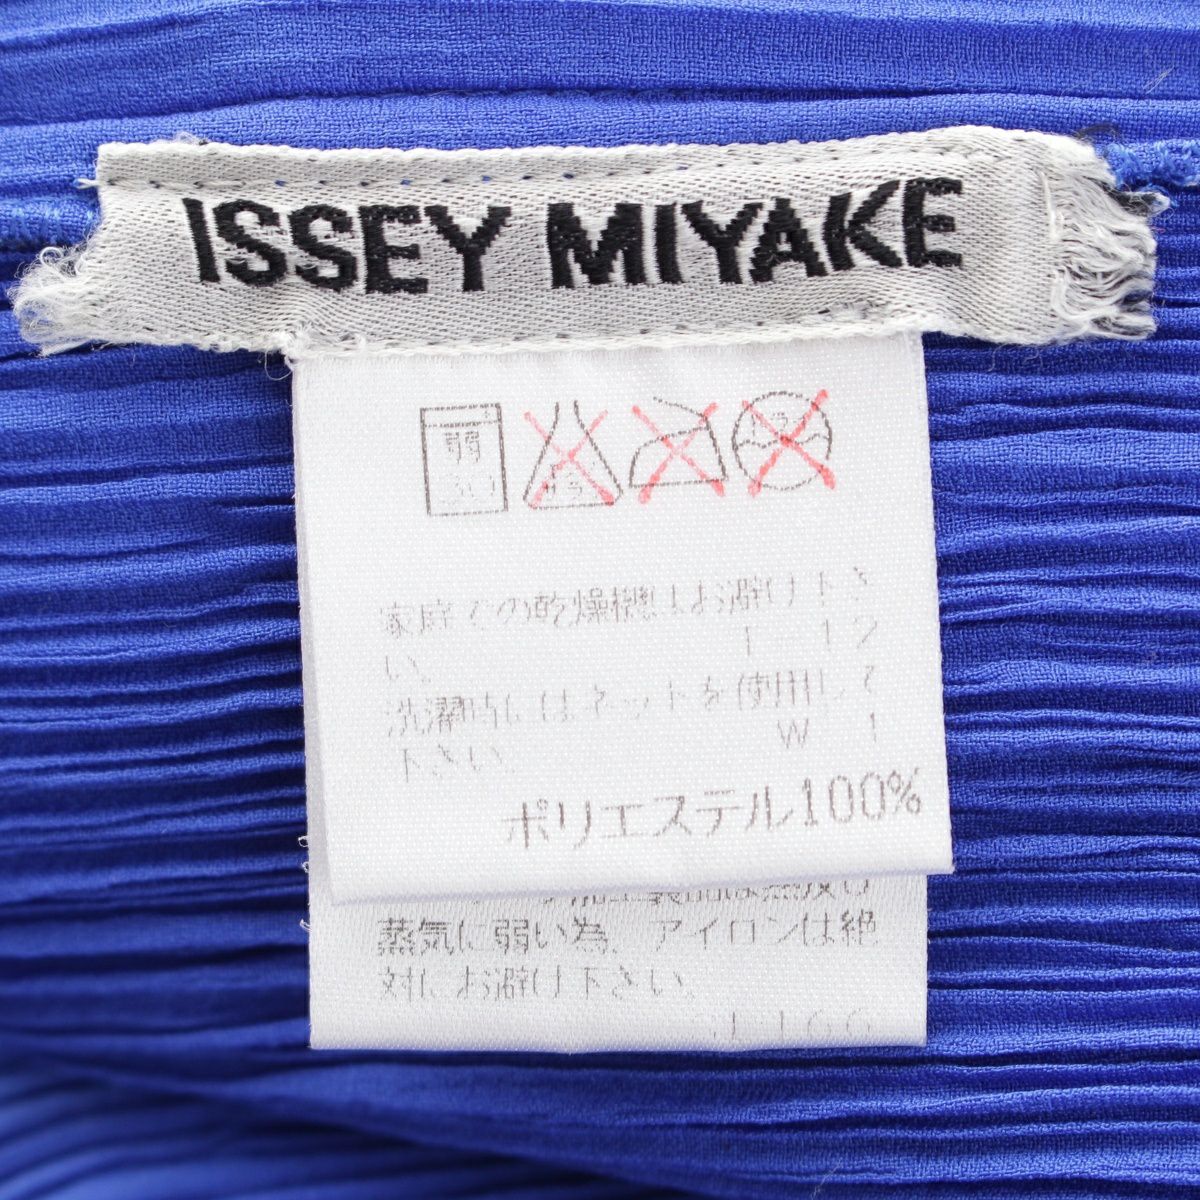 ISSEY MIYAKE
弱
家庭での乾燥機はお避け下さ
い。 T-12
洗濯時にはネットを使用して
下さい。 W 1
ポリエステル100%
蒸気に弱い為、アイロンは絶
対にお避け下さい。